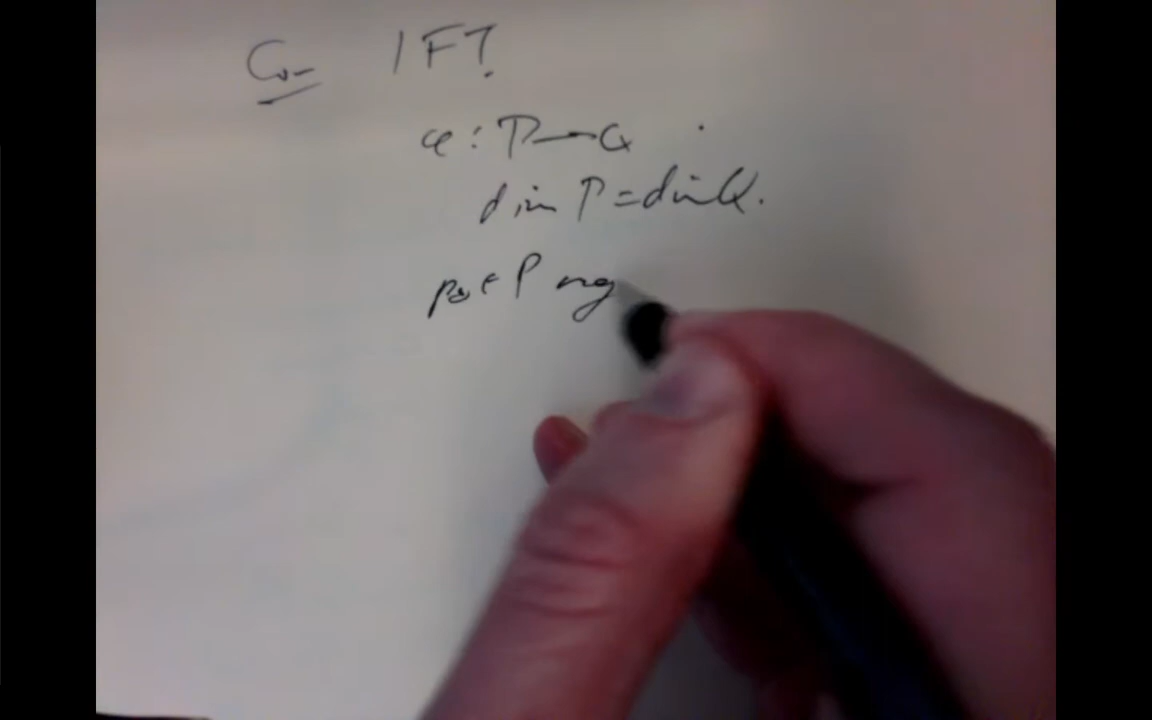 Cor IFT.
φ: P → Q
dim P = dim Q.
p₀ ∈ P reg